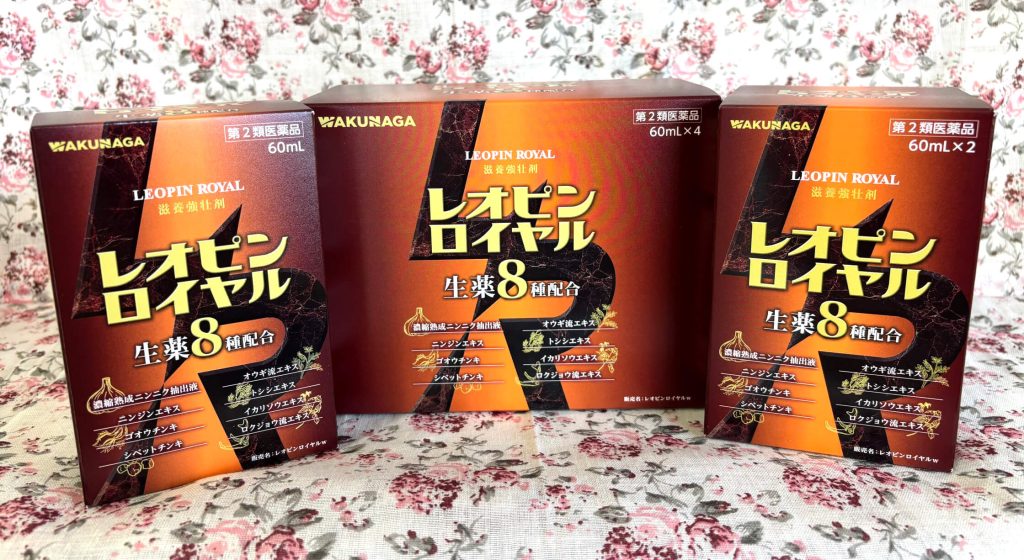 WAKUNAGA
第2類医薬品
60mL
LEOPIN ROYAL
滋養強壮剤
レオピン
ロイヤル
生薬8種配合
濃縮熟成ニンニク抽出液
ニンジンエキス
ゴオウチンキ
シベットチンキ
オウギ流エキス
トシシエキス
イカリソウエキス
ロクジョウ流エキス
販売名:レオピンロイヤルw
WAKUNAGA
第2類医薬品
60mL×4
LEOPIN ROYAL
滋養強壮剤
レオピン
ロイヤル
生薬8種配合
濃縮熟成ニンニク抽出液
ニンジンエキス
ゴオウチンキ
シベットチンキ
オウギ流エキス
トシシエキス
イカリソウエキス
ロクジョウ流エキス
販売名:レオピンロイヤルw
WAKUNAGA
第2類医薬品
60mL×2
LEOPIN ROYAL
滋養強壮剤
レオピン
ロイヤル
生薬8種配合
濃縮熟成ニンニク抽出液
ニンジンエキス
ゴオウチンキ
シベットチンキ
オウギ流エキス
トシシエキス
イカリソウエキス
ロクジョウ流エキス
販売名:レオピンロイヤルw